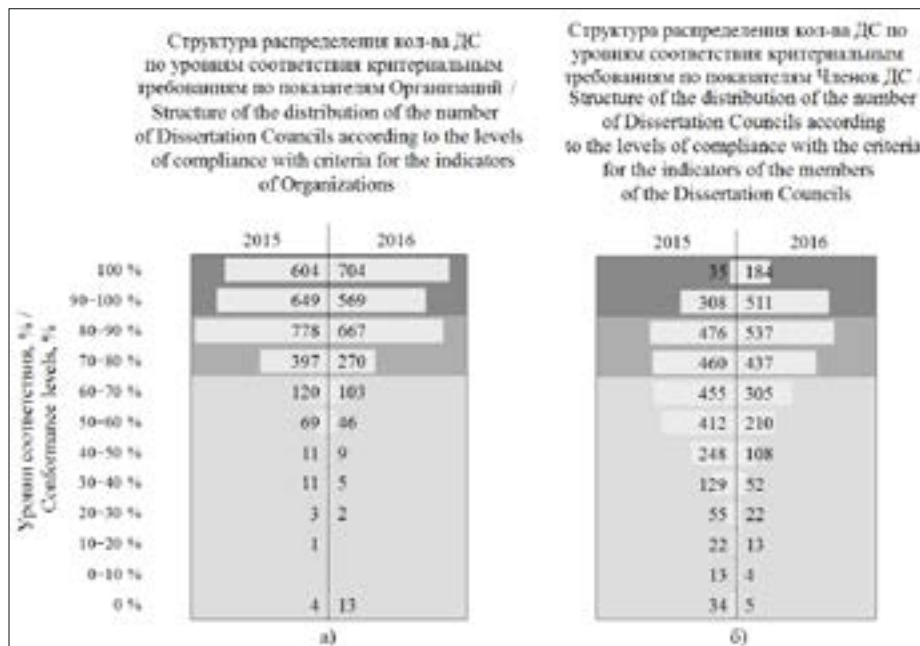 Структура распределения кол-ва ДС
по уровням соответствия критериальным
требованиям по показателям Организаций /
Structure of the distribution of the number
of Dissertation Councils according to the levels
of compliance with criteria for the indicators
of Organizations
Структура распределения кол-ва ДС по
уровням соответствия критериальным
требованиям по показателям Членов ДС /
Structure of the distribution of the number
of Dissertation Councils according
to the levels of compliance with the criteria
for the indicators of the members
of the Dissertation Councils
Уровни соответствия, % /
Conformance levels, %
2015 2016
100 % 604 704
90-100 % 649 569
80-90 % 778 667
70-80 % 397 270
60-70 % 120 103
50-60 % 69 46
40-50 % 11 9
30-40 % 11 5
20-30 % 3 2
10-20 % 1
0-10 %
0 % 4 13
а)
2015 2016
35 184
308 511
476 537
460 437
455 305
412 210
248 108
129 52
55 22
22 13
13 4
34 5
б)